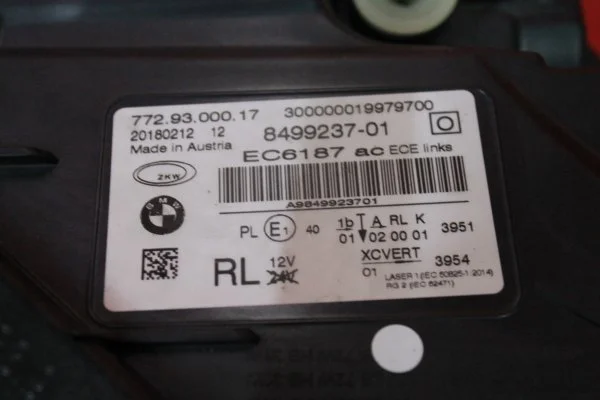 772.93.000.17 300000019979700
20180212 12 8499237-01
Made in Austria EC6187 ac ECE links
ZKW
A9849923701
BMW
PL E1 40 1b A RL K 3951
01 02 00 01
XCVERT 3954
RL 12V 24V
01 LASER 1 (IEC 60825-1:2014)
RG 2 (IEC 62471)